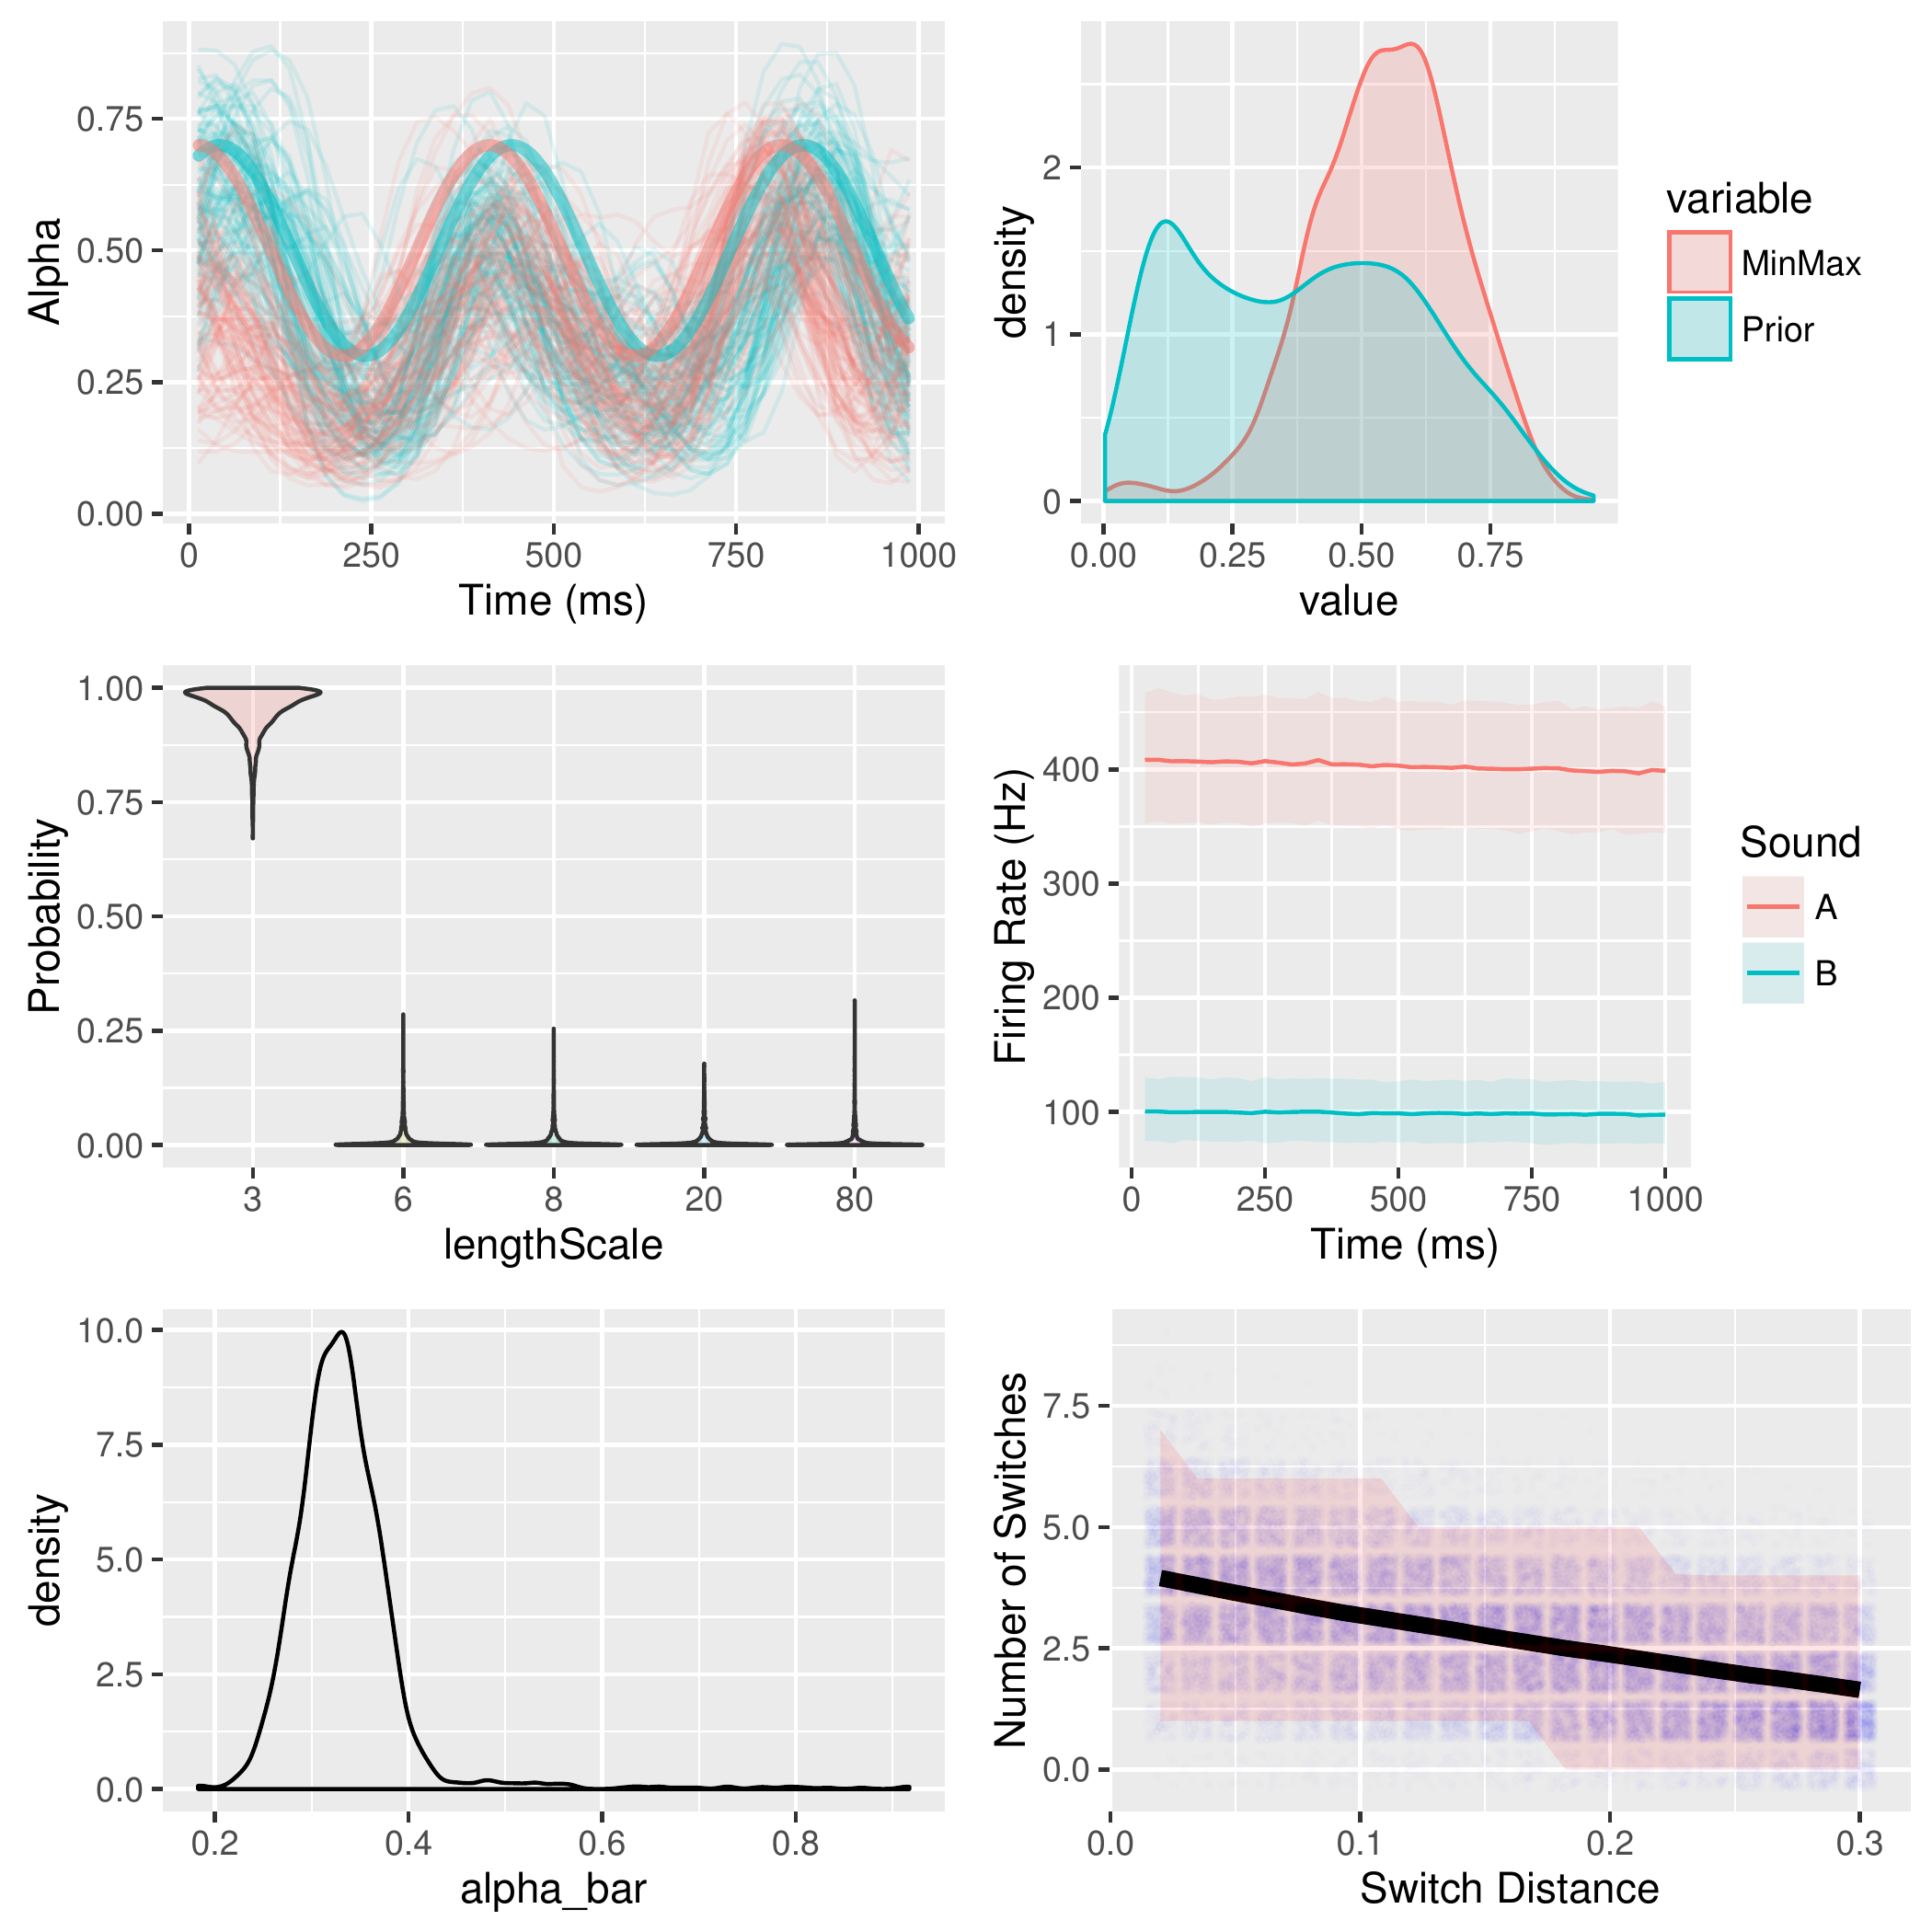 Alpha
0.75
0.50
0.25
0.00
0 250 500 750 1000
Time (ms)
density
2
1
0
0.00 0.25 0.50 0.75
value
variable
MinMax
Prior
Probability
1.00
0.75
0.50
0.25
0.00
3 6 8 20 80
lengthScale
Firing Rate (Hz)
400
300
200
100
0 250 500 750 1000
Time (ms)
Sound
A
B
density
10.0
7.5
5.0
2.5
0.0
0.2 0.4 0.6 0.8
alpha_bar
Number of Switches
7.5
5.0
2.5
0.0
0.0 0.1 0.2 0.3
Switch Distance